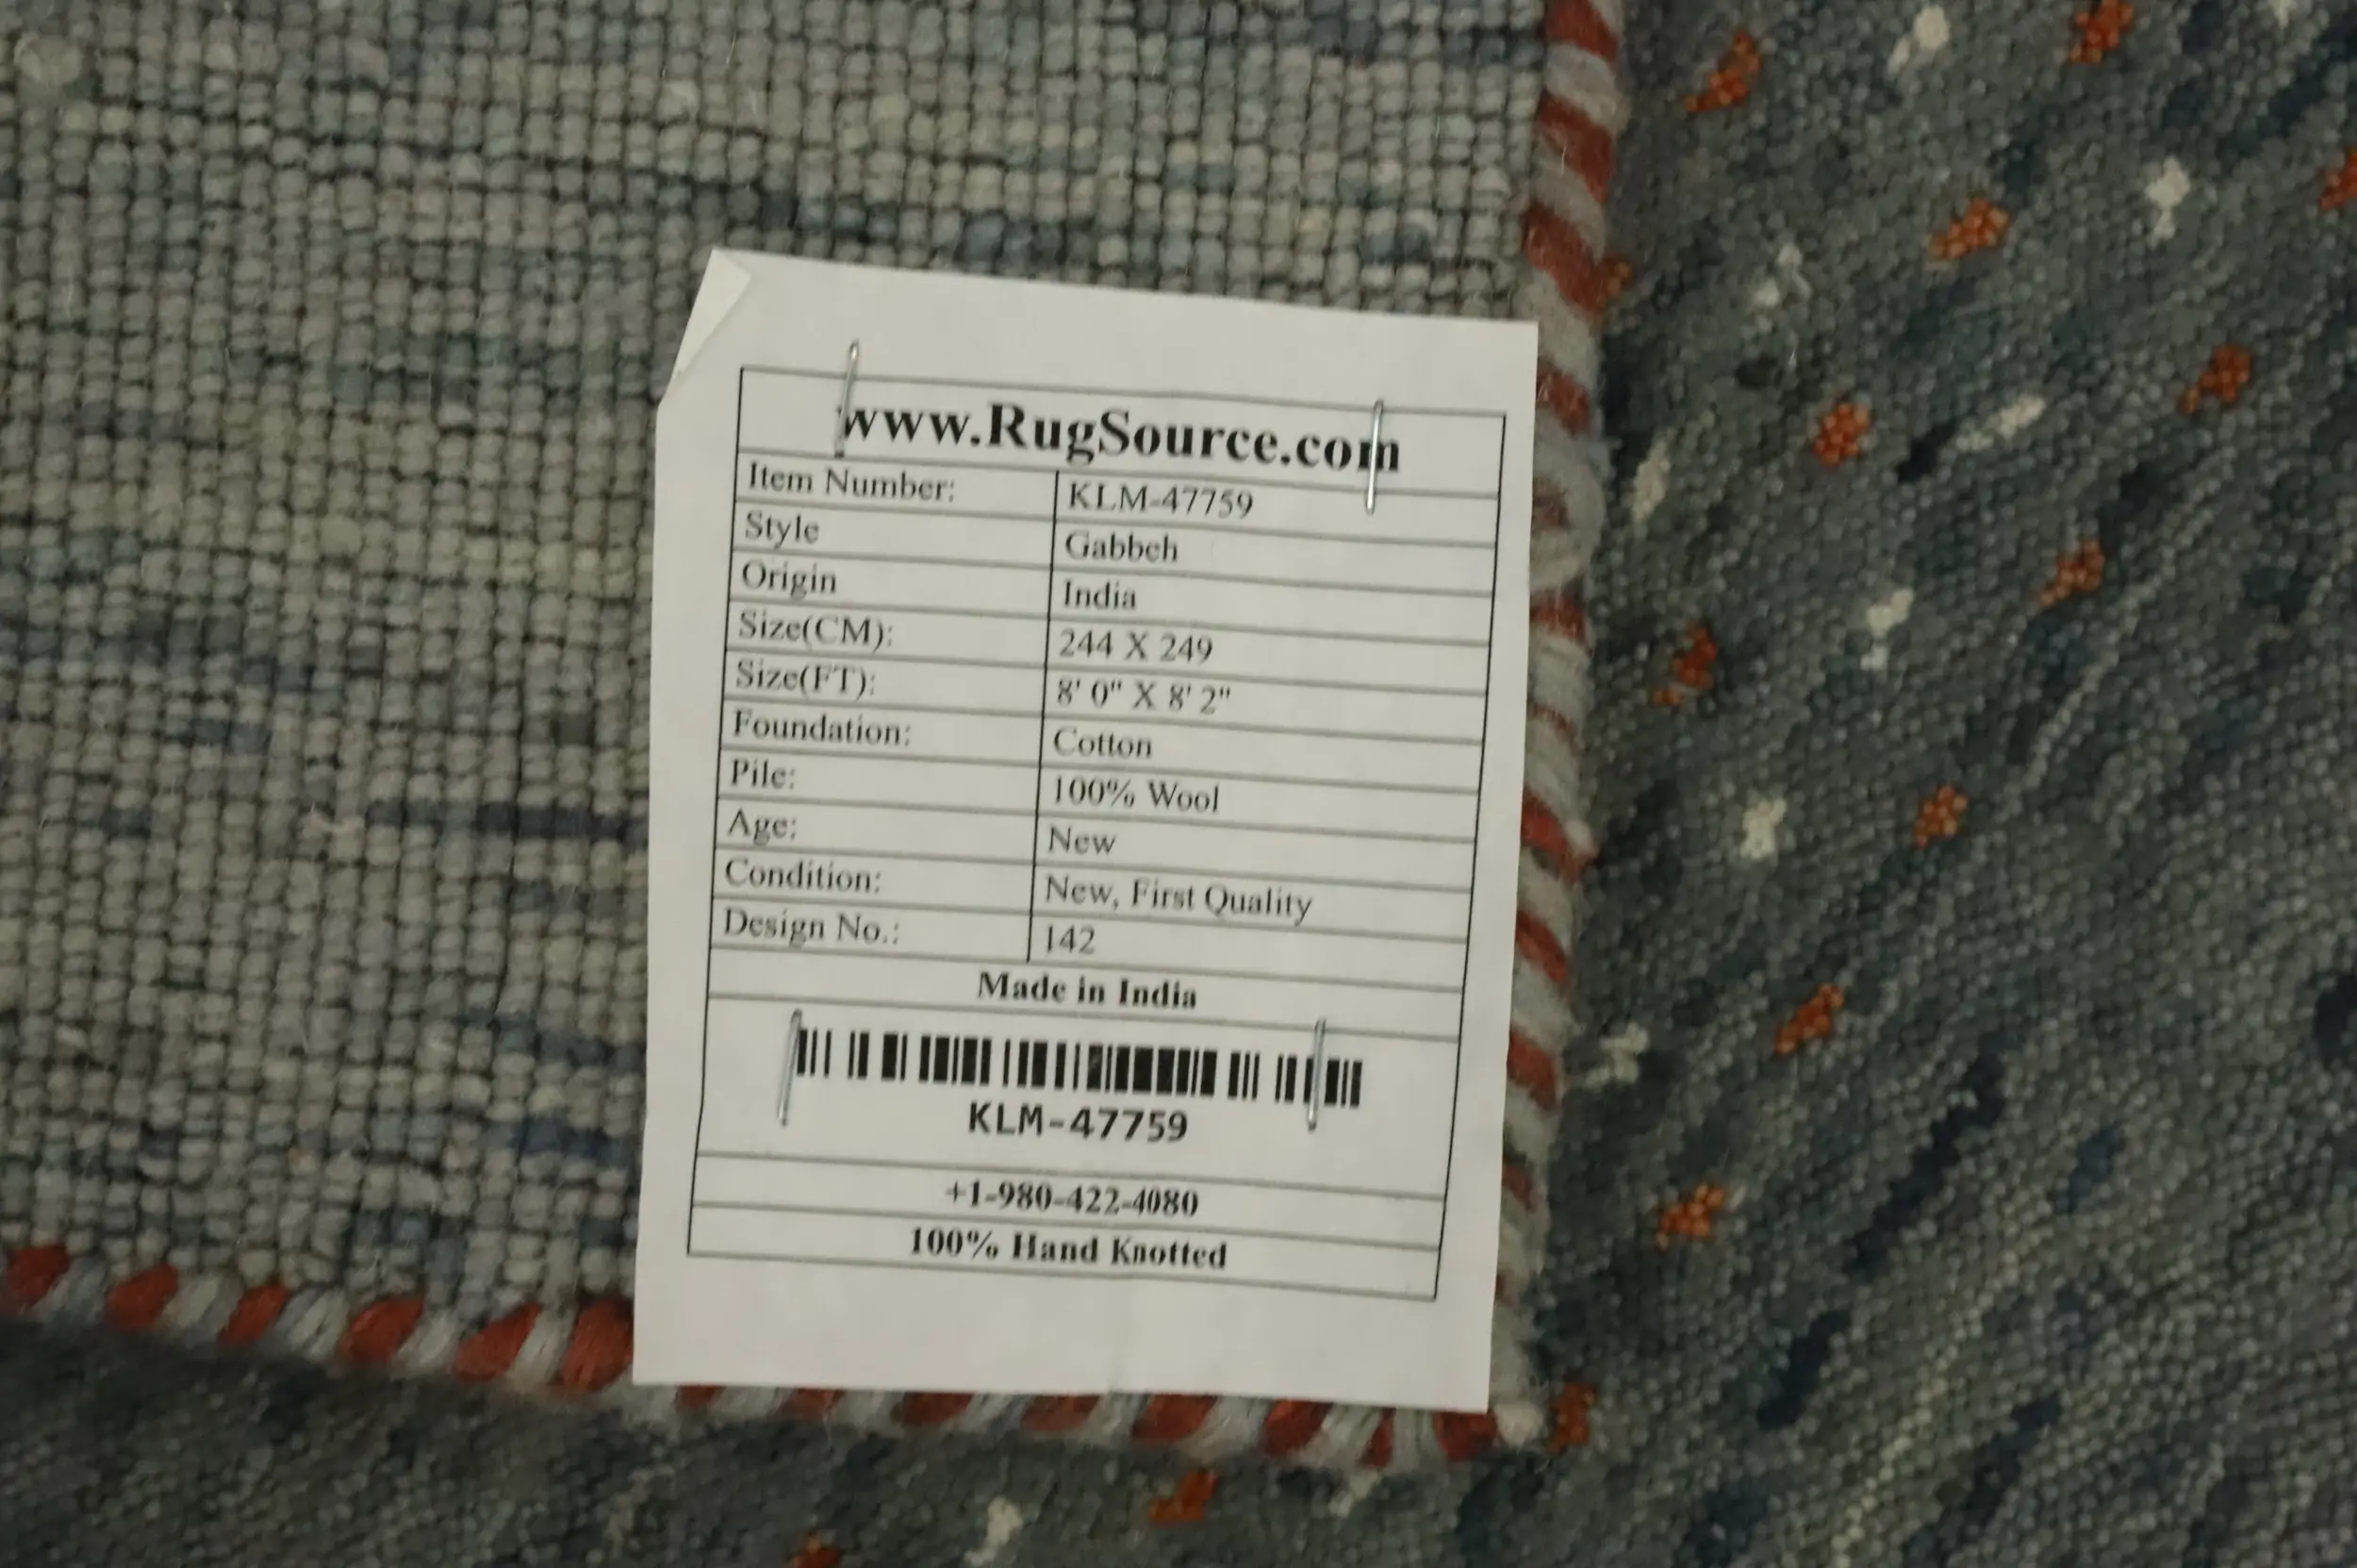 www.RugSource.com
Item Number: KLM-47759
Style Gabbeh
Origin India
Size(CM): 244 X 249
Size(FT): 8' 0" X 8' 2"
Foundation: Cotton
Pile: 100% Wool
Age: New
Condition: New, First Quality
Design No.: 142
Made in India
KLM-47759
+1-980-422-4080
100% Hand Knotted